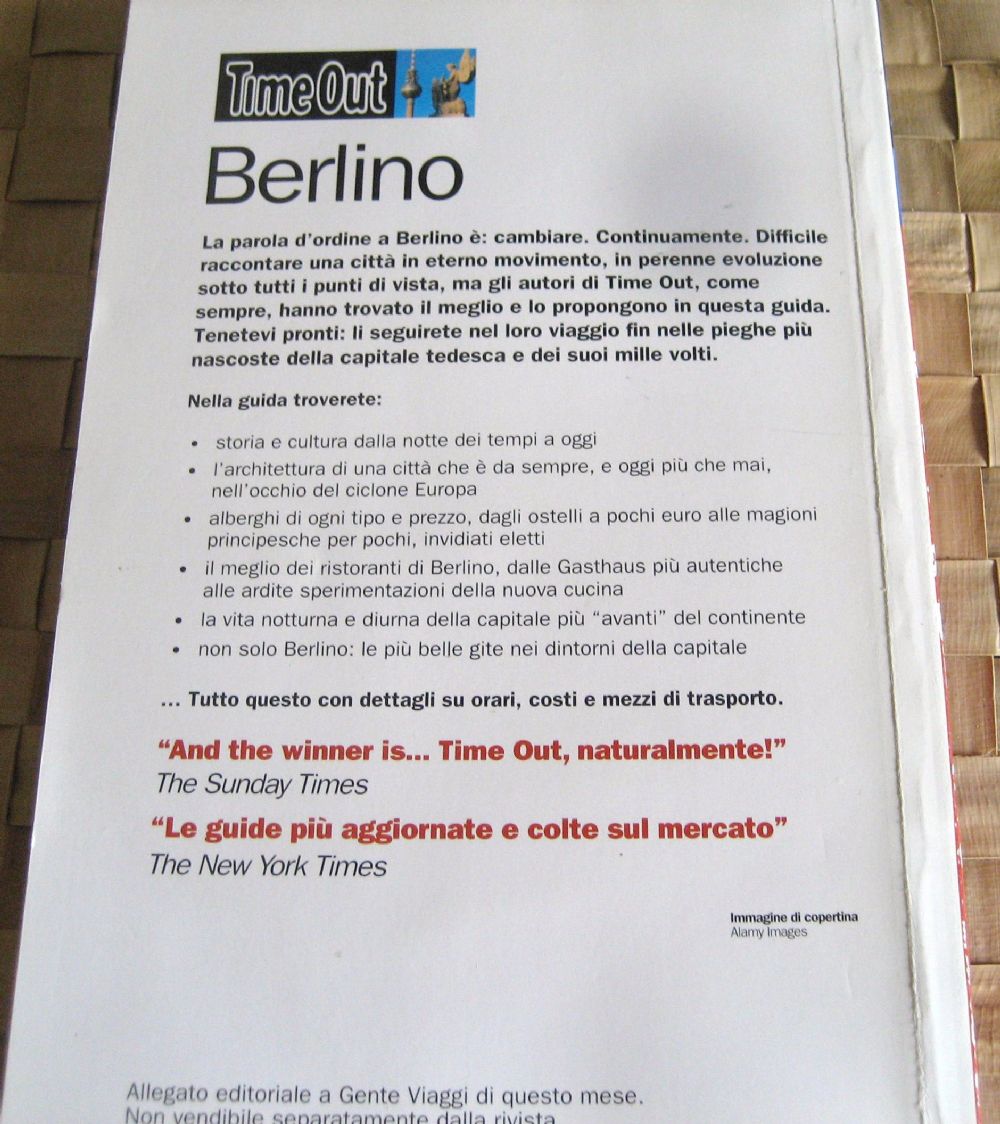 Time Out
Berlino
La parola d'ordine a Berlino è: cambiare. Continuamente. Difficile
raccontare una città in eterno movimento, in perenne evoluzione
sotto tutti i punti di vista, ma gli autori di Time Out, come
sempre, hanno trovato il meglio e lo propongono in questa guida.
Tenetevi pronti: li seguirete nel loro viaggio fin nelle pieghe più
nascoste della capitale tedesca e dei suoi mille volti.
Nella guida troverete:
• storia e cultura dalla notte dei tempi a oggi
• l'architettura di una città che è da sempre, e oggi più che mai,
nell'occhio del ciclone Europa
• alberghi di ogni tipo e prezzo, dagli ostelli a pochi euro alle magioni
principesche per pochi, invidiati eletti
• il meglio dei ristoranti di Berlino, dalle Gasthaus più autentiche
alle ardite sperimentazioni della nuova cucina
• la vita notturna e diurna della capitale più “avanti” del continente
• non solo Berlino: le più belle gite nei dintorni della capitale
... Tutto questo con dettagli su orari, costi e mezzi di trasporto.
“And the winner is... Time Out, naturalmente!”
The Sunday Times
“Le guide più aggiornate e colte sul mercato”
The New York Times
Immagine di copertina
Alamy Images
Allegato editoriale a Gente Viaggi di questo mese.
Non vendibile separatamente dalla rivista